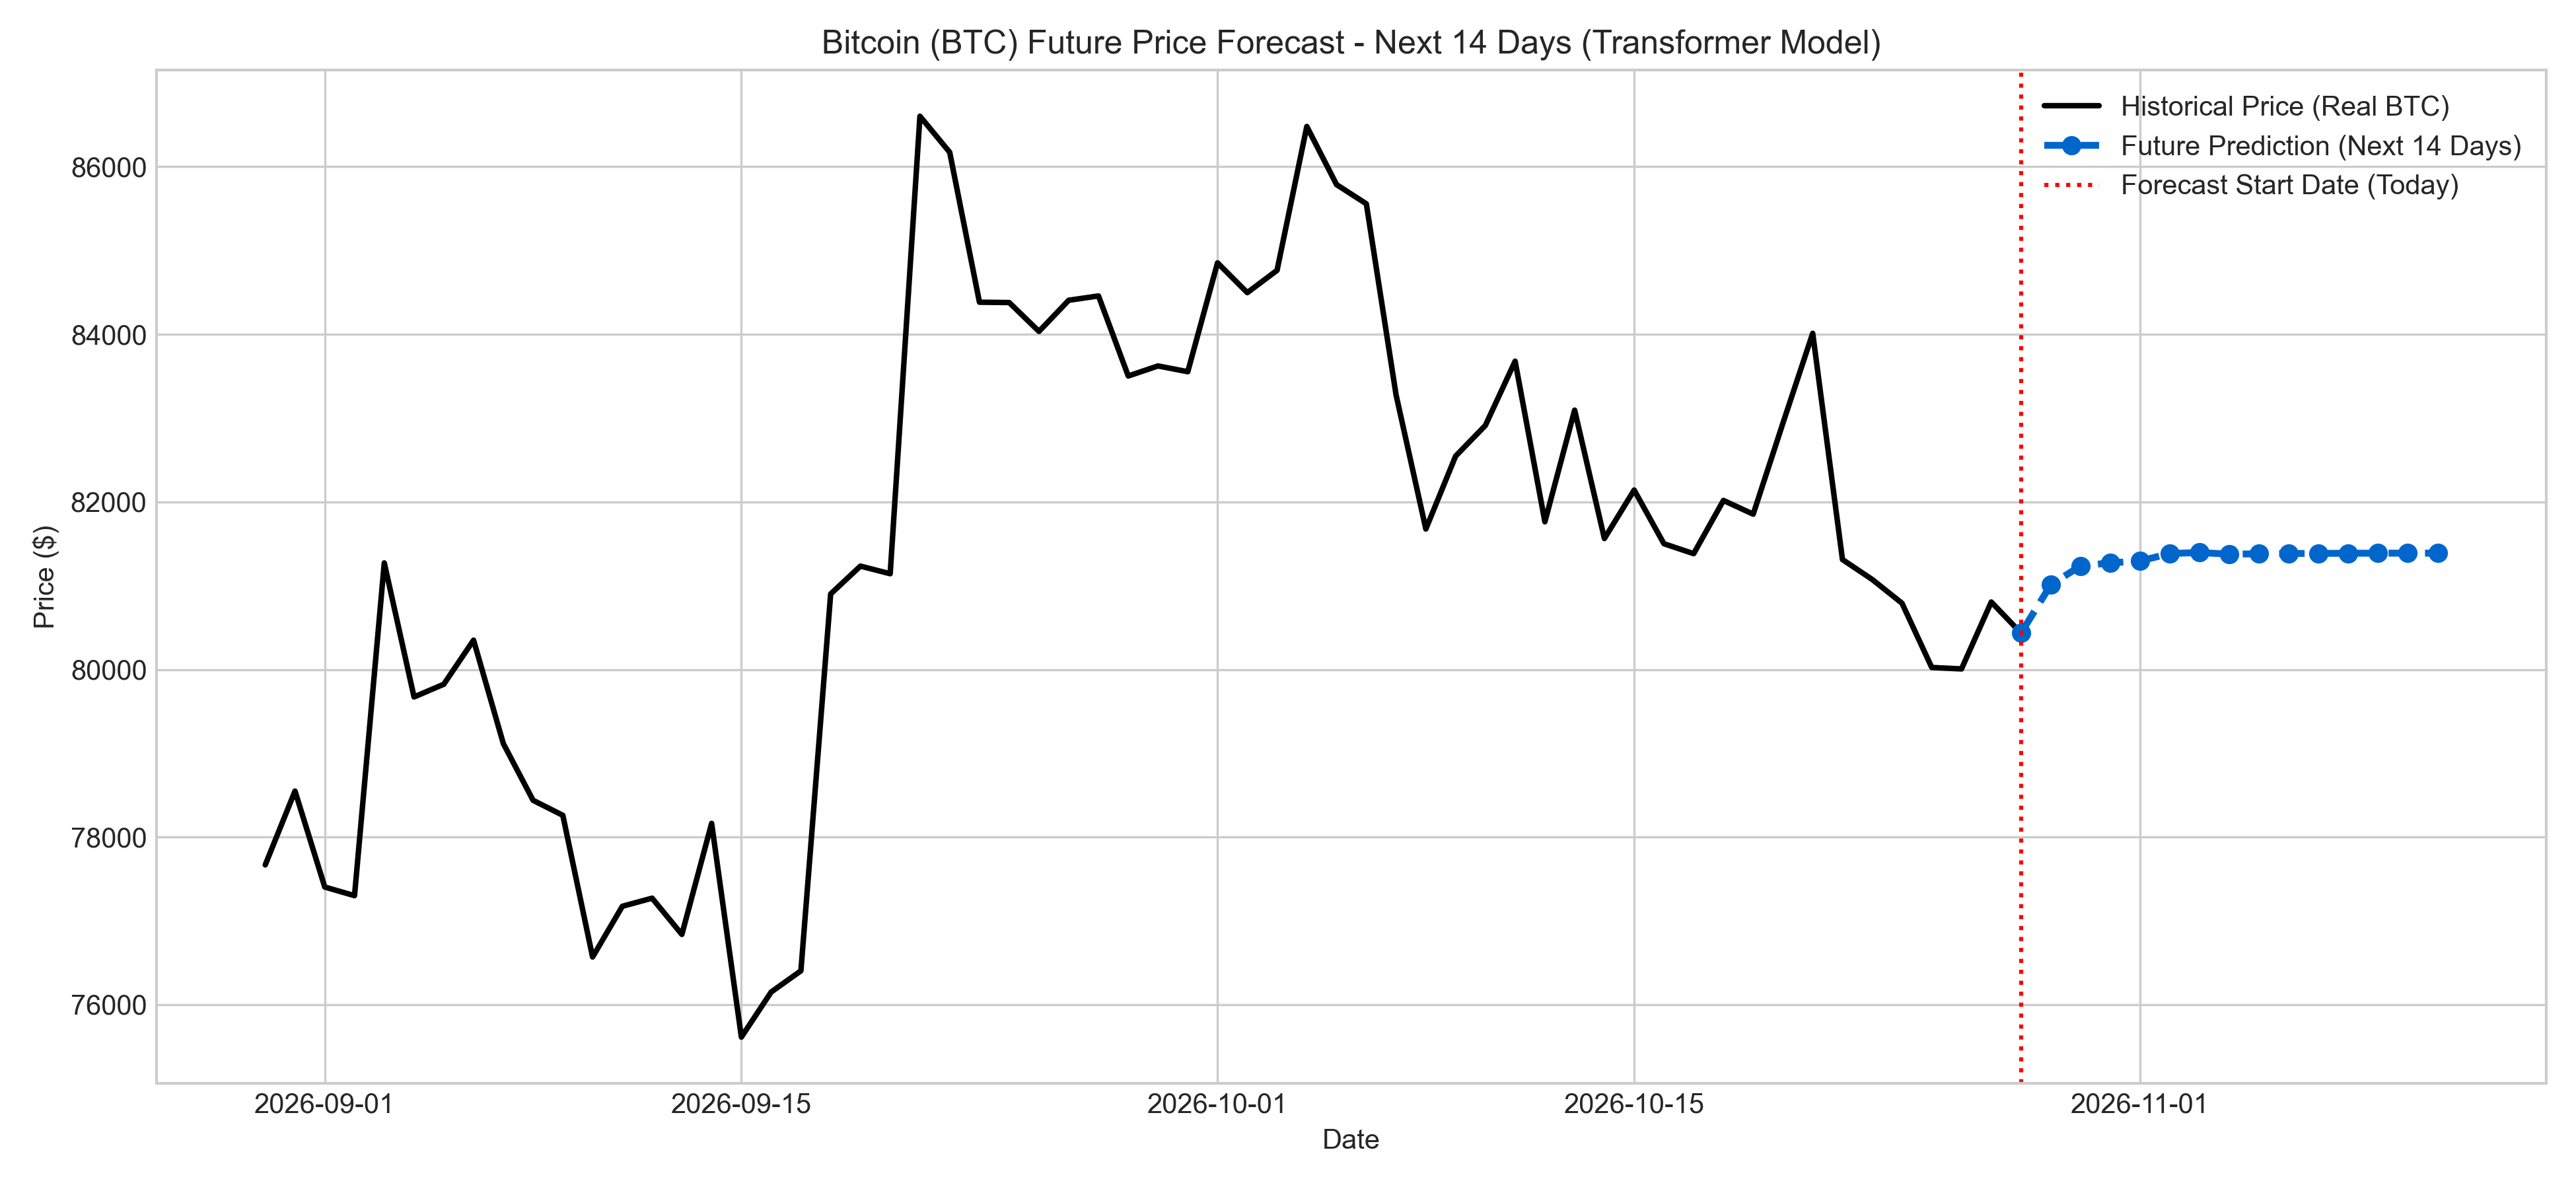 Bitcoin (BTC) Future Price Forecast - Next 14 Days (Transformer Model)
Historical Price (Real BTC)
Future Prediction (Next 14 Days)
Forecast Start Date (Today)
86000
84000
82000
80000
78000
76000
Price ($)
2026-09-01
2026-09-15
2026-10-01
2026-10-15
2026-11-01
Date